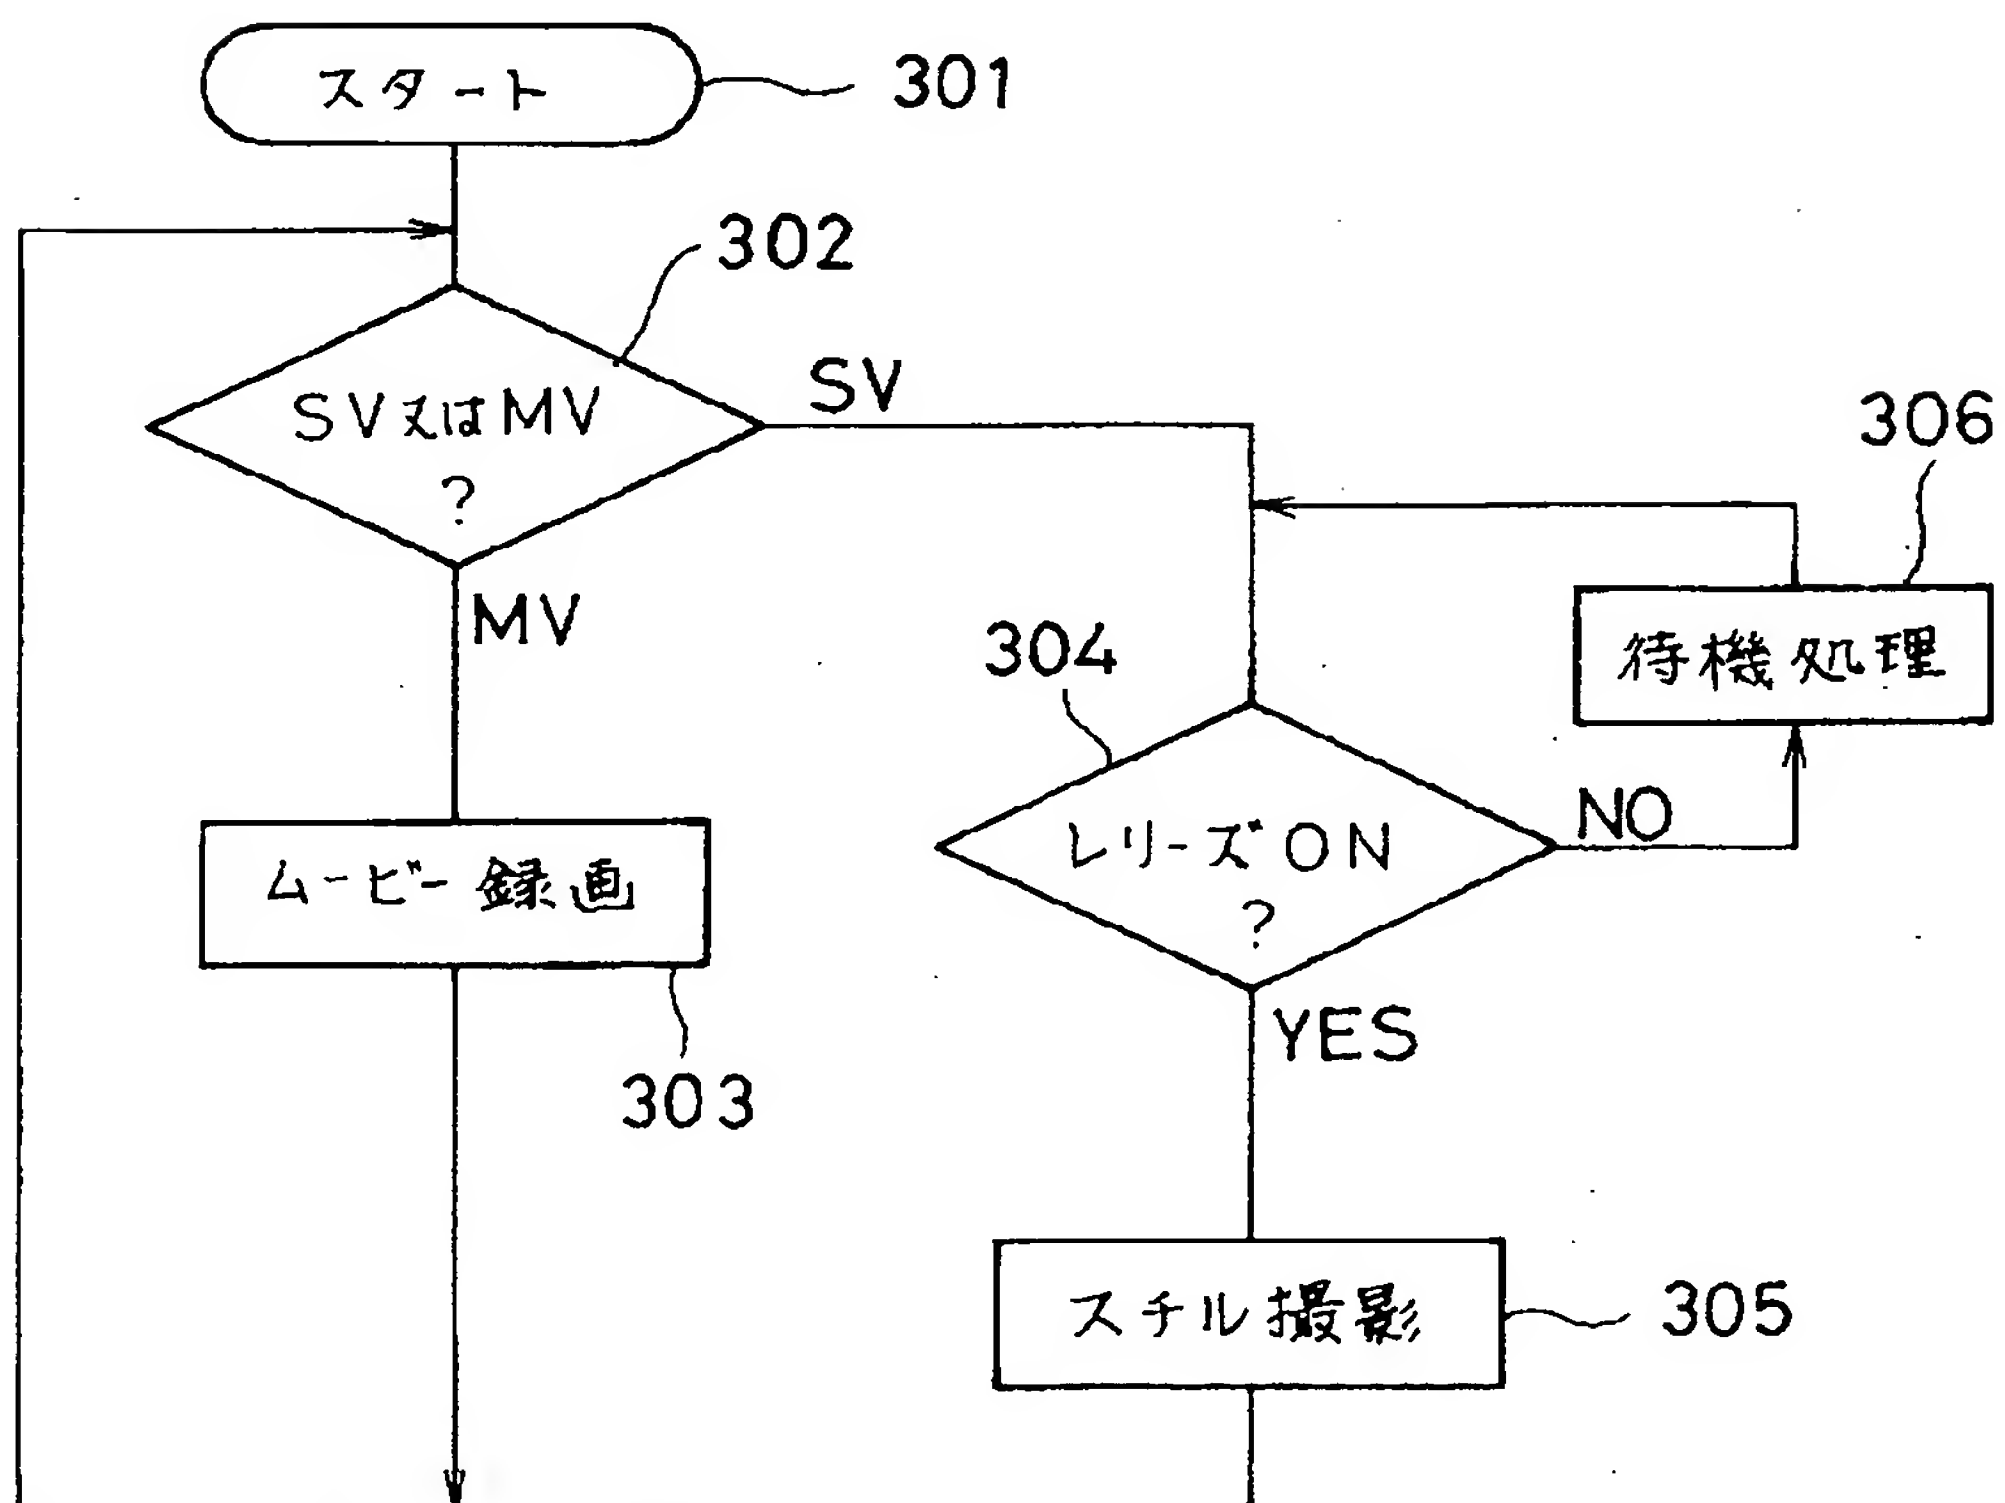 スタート
301
302
SV又はMV
?
SV
MV
306
待機処理
304
レリーズON
?
NO
ムービー録画
303
YES
スチル撮影
305